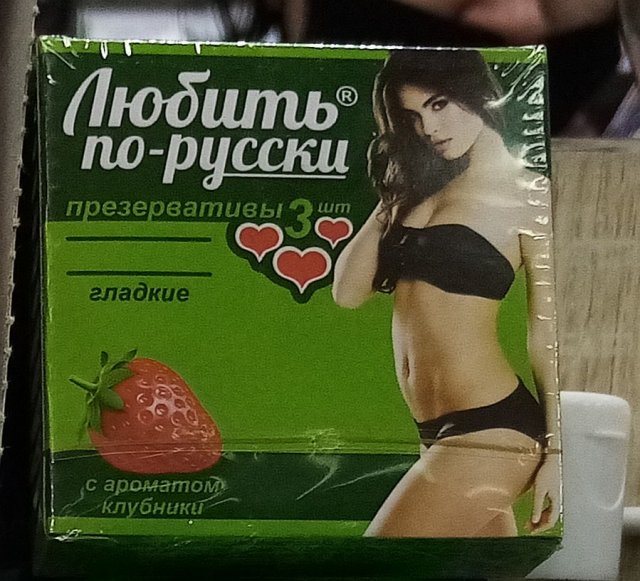 Любить®
по-русски
презервативы 3 шт
гладкие
с ароматом
клубники